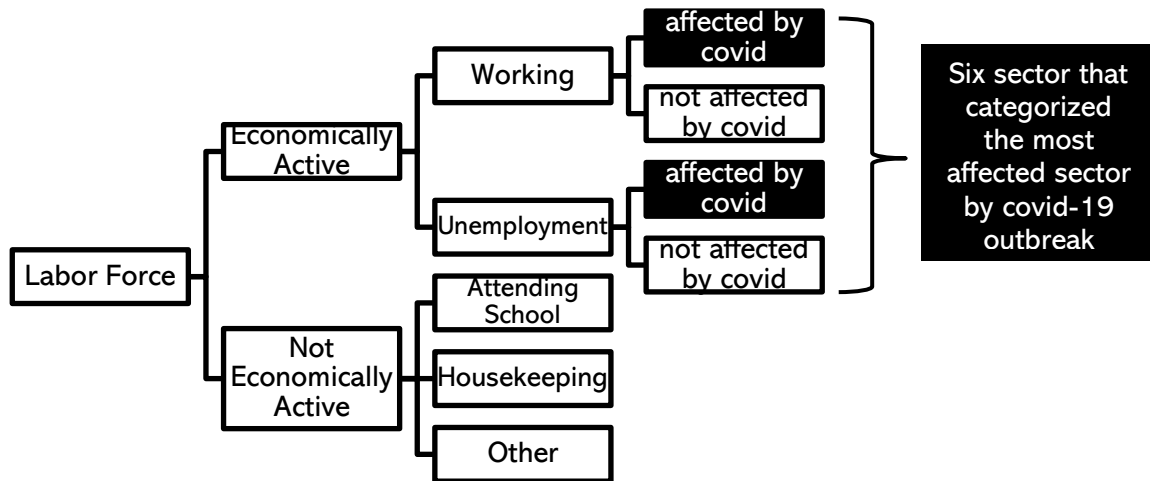 Labor Force
Economically
Active
Working
affected by
covid
not affected
by covid
Unemployment
affected by
covid
not affected
by covid
Not
Economically
Active
Attending
School
Housekeeping
Other
Six sector that
categorized
the most
affected sector
by covid-19
outbreak